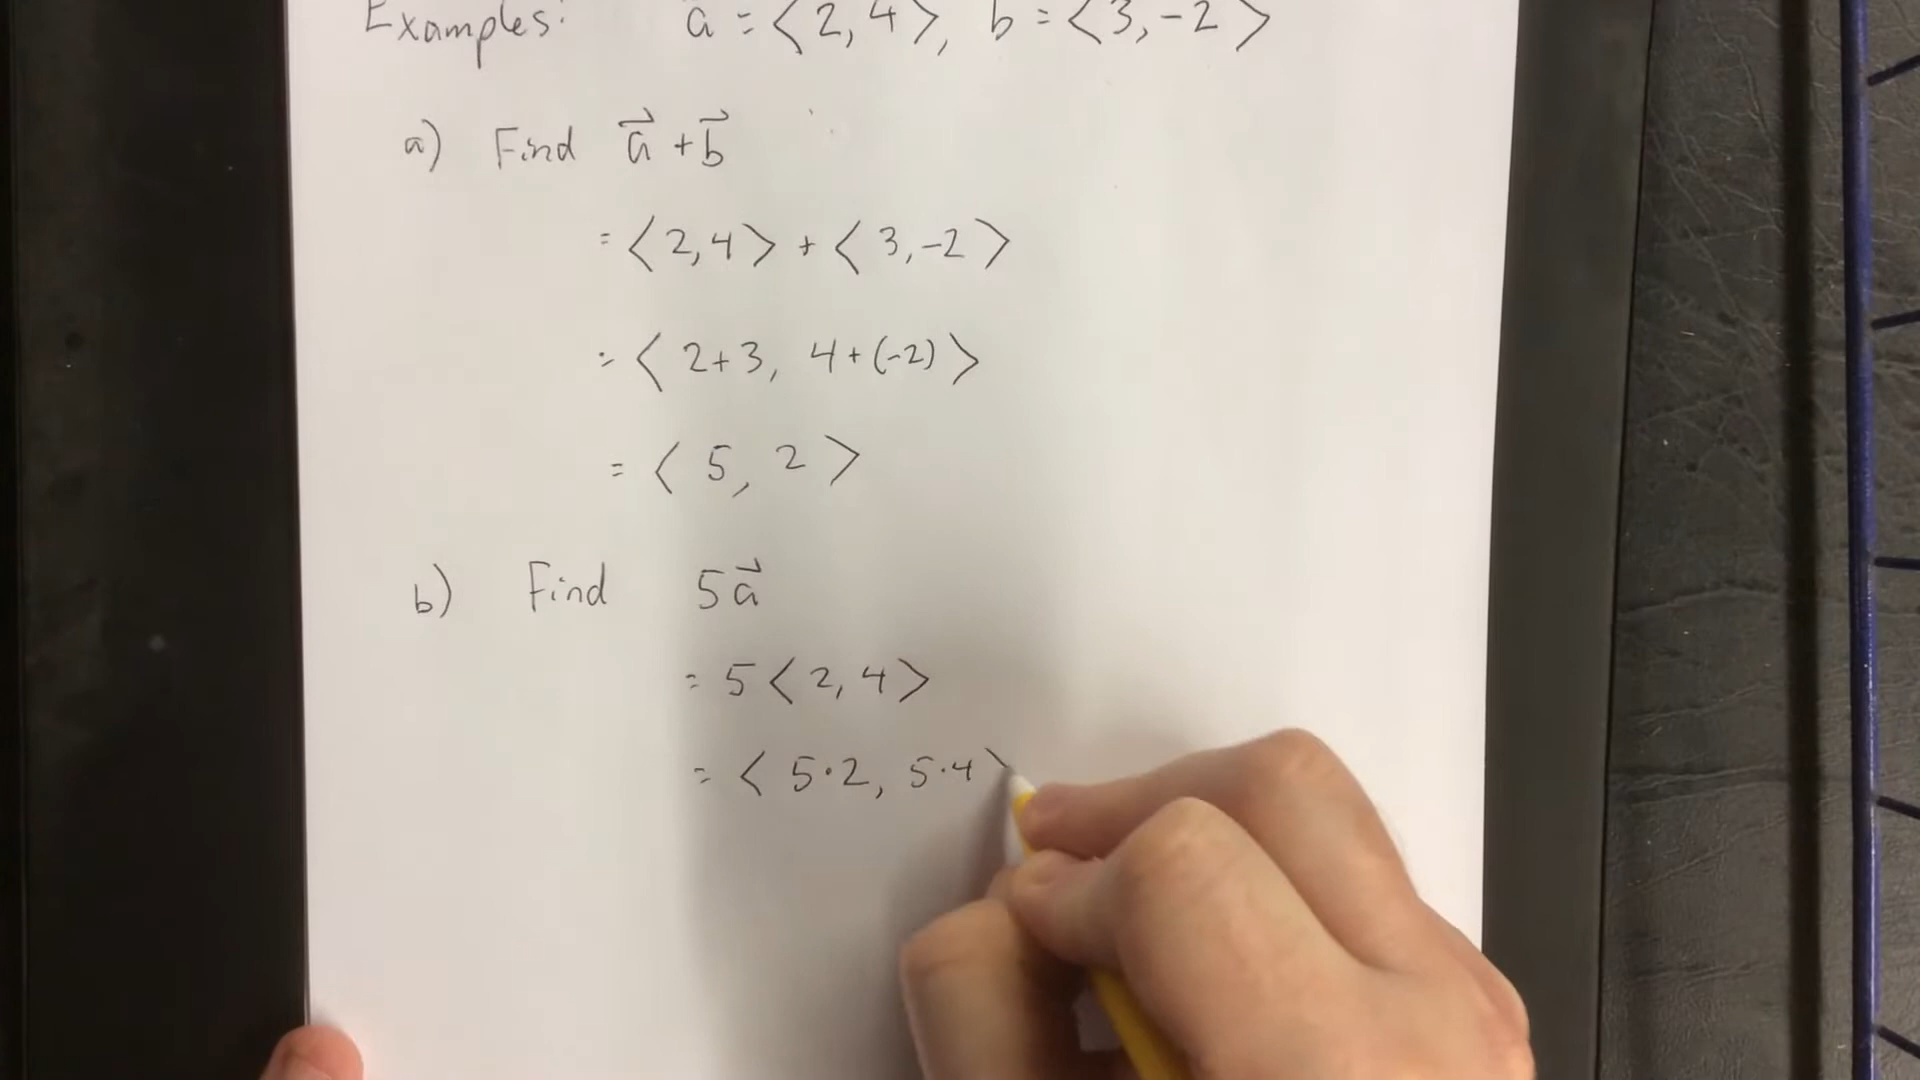 Examples: a = ⟨2, 4⟩, b = ⟨3, -2⟩
a) Find a⃗ + b⃗
= ⟨2,4⟩ + ⟨3,-2⟩
= ⟨2+3, 4+(-2)⟩
= ⟨5, 2⟩
b) Find 5a⃗
= 5⟨2,4⟩
= ⟨5·2, 5·4⟩